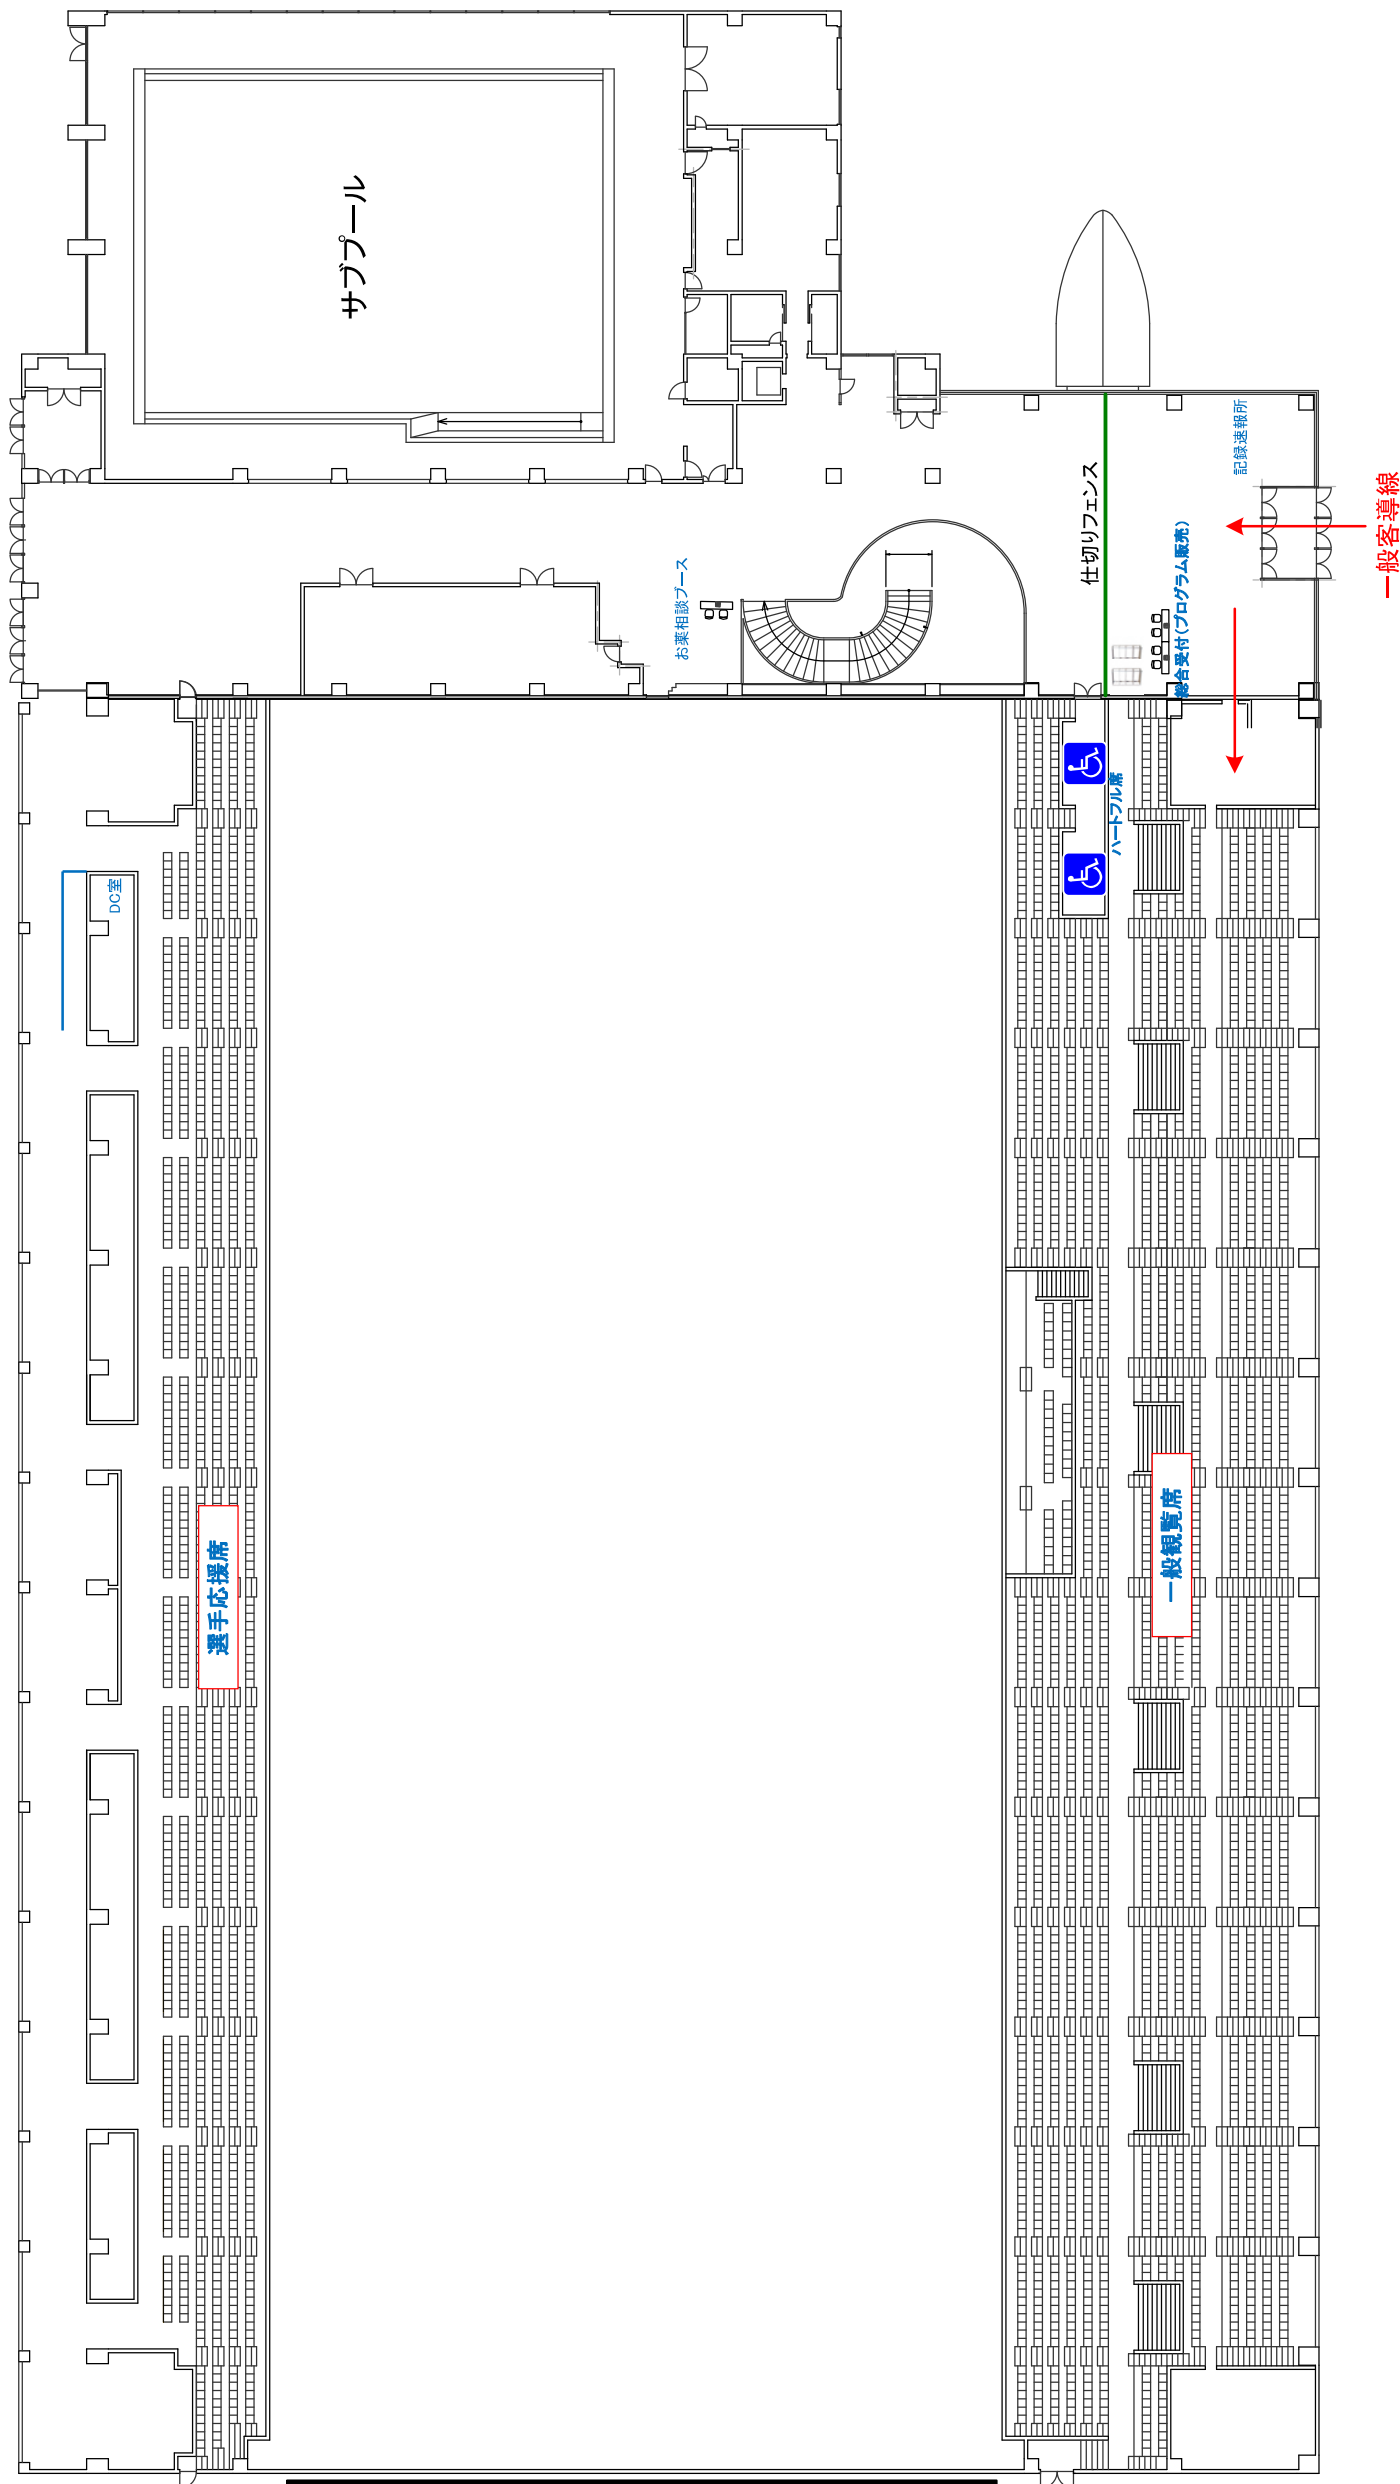 サブプール
記録速報所
仕切りフェンス
一般客導線
総合受付(プログラム販売)
お薬相談ブース
ハートフル席
DC室
選手応援席
一般観覧席